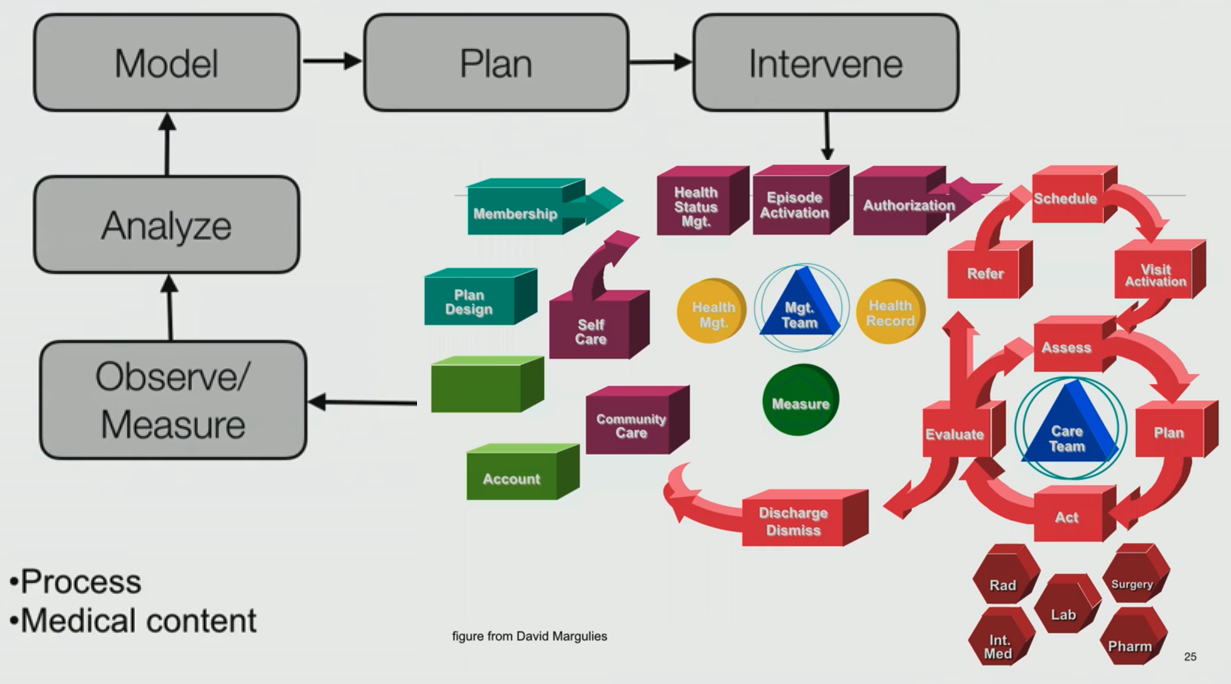 Model
Plan
Intervene
Analyze
Observe/
Measure
Membership
Health
Status
Mgt.
Episode
Activation
Authorization
Schedule
Refer
Visit
Activation
Plan
Design
Self
Care
Health
Mgt.
Mgt.
Team
Health
Record
Measure
Assess
Community
Care
Evaluate
Care
Team
Plan
Account
Discharge
Dismiss
Act
Rad
Surgery
Lab
Int.
Med
Pharm
•Process
•Medical content
figure from David Margulies
25